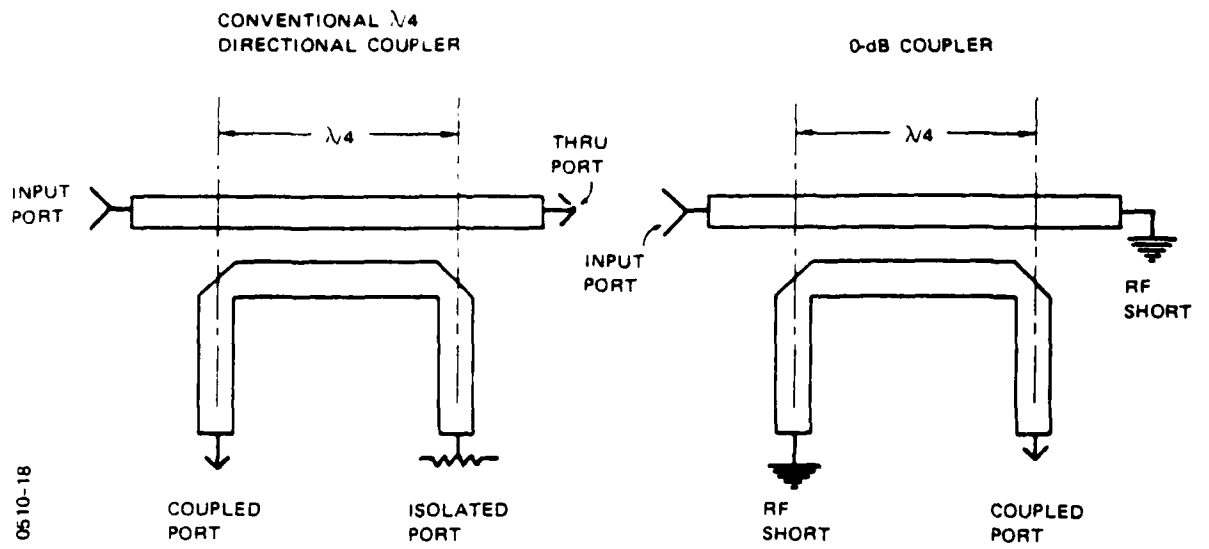 CONVENTIONAL λ/4
DIRECTIONAL COUPLER
0-dB COUPLER
λ/4
THRU
PORT
INPUT
PORT
COUPLED
PORT
ISOLATED
PORT
λ/4
INPUT
PORT
RF
SHORT
RF
SHORT
COUPLED
PORT
0510-18